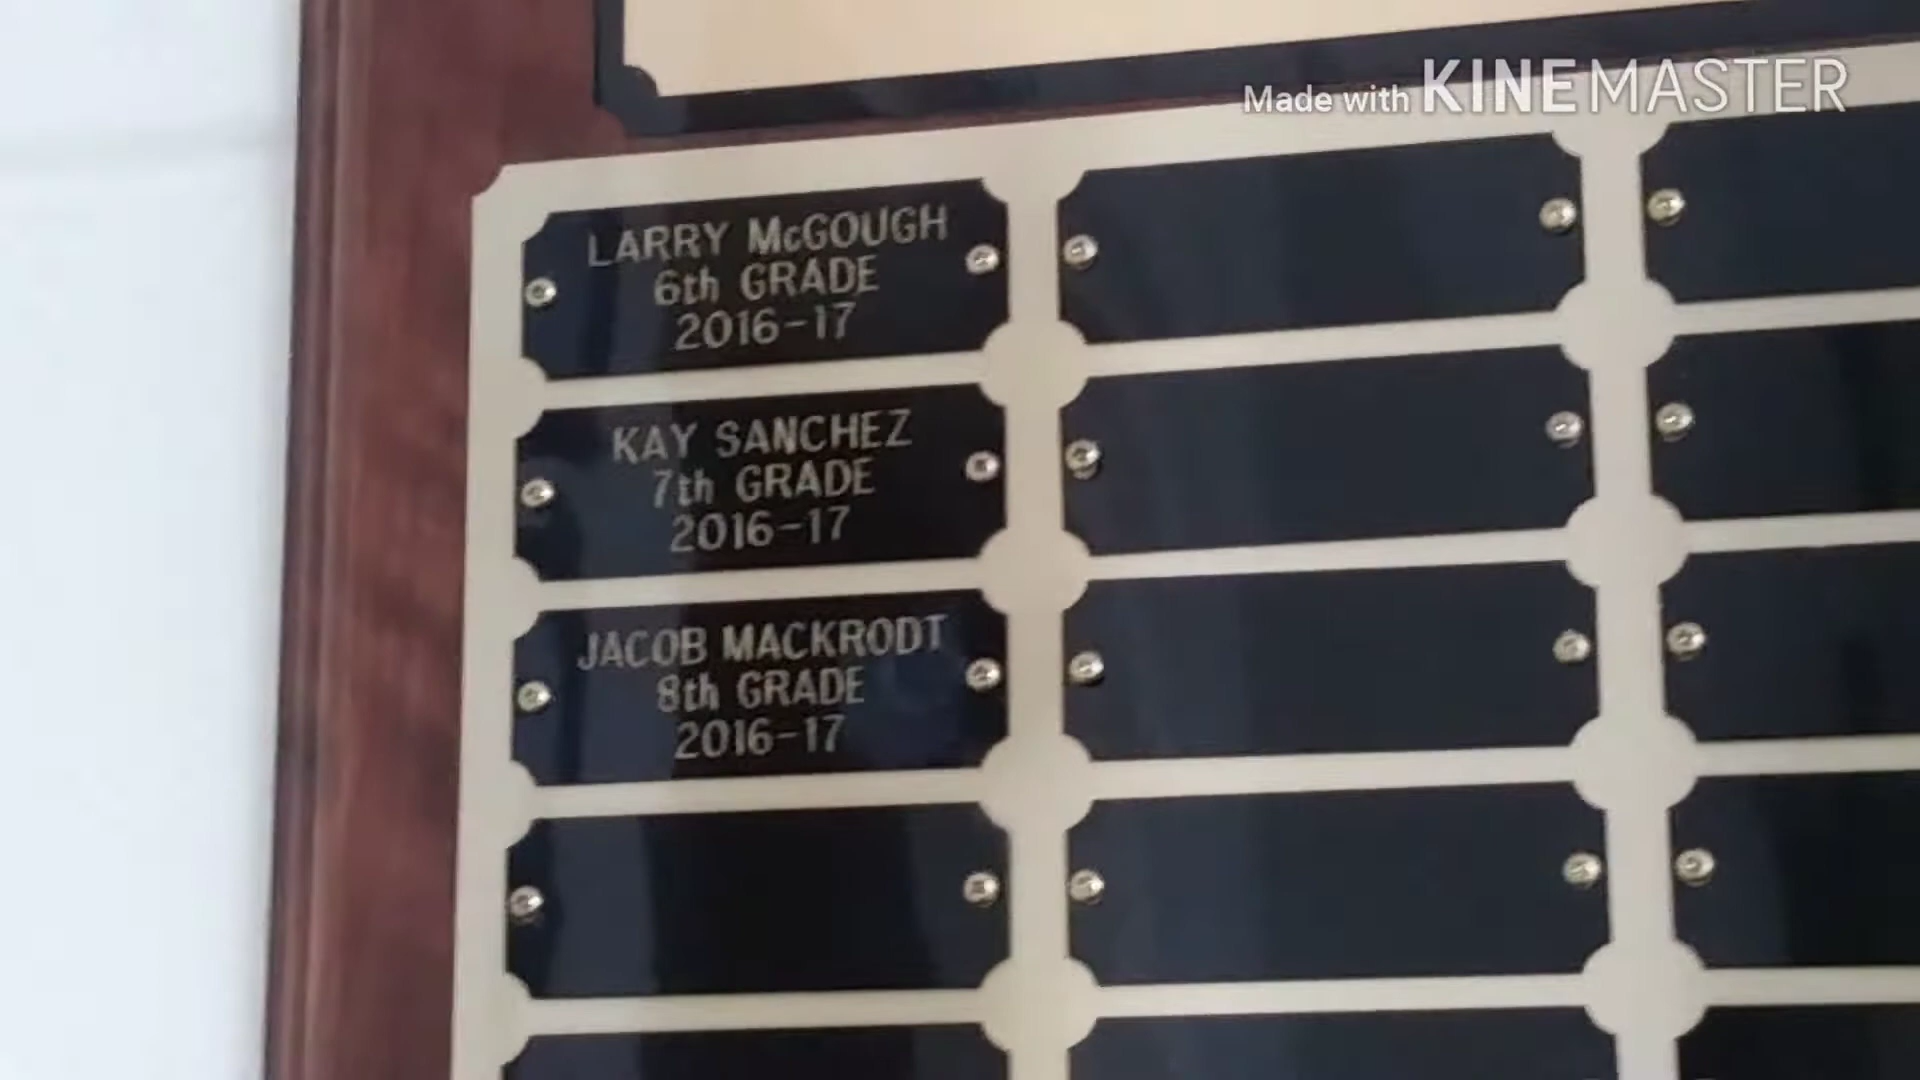 Made with KINEMASTER
LARRY McGOUGH
6th GRADE
2016-17
KAY SANCHEZ
7th GRADE
2016-17
JACOB MACKRODT
8th GRADE
2016-17